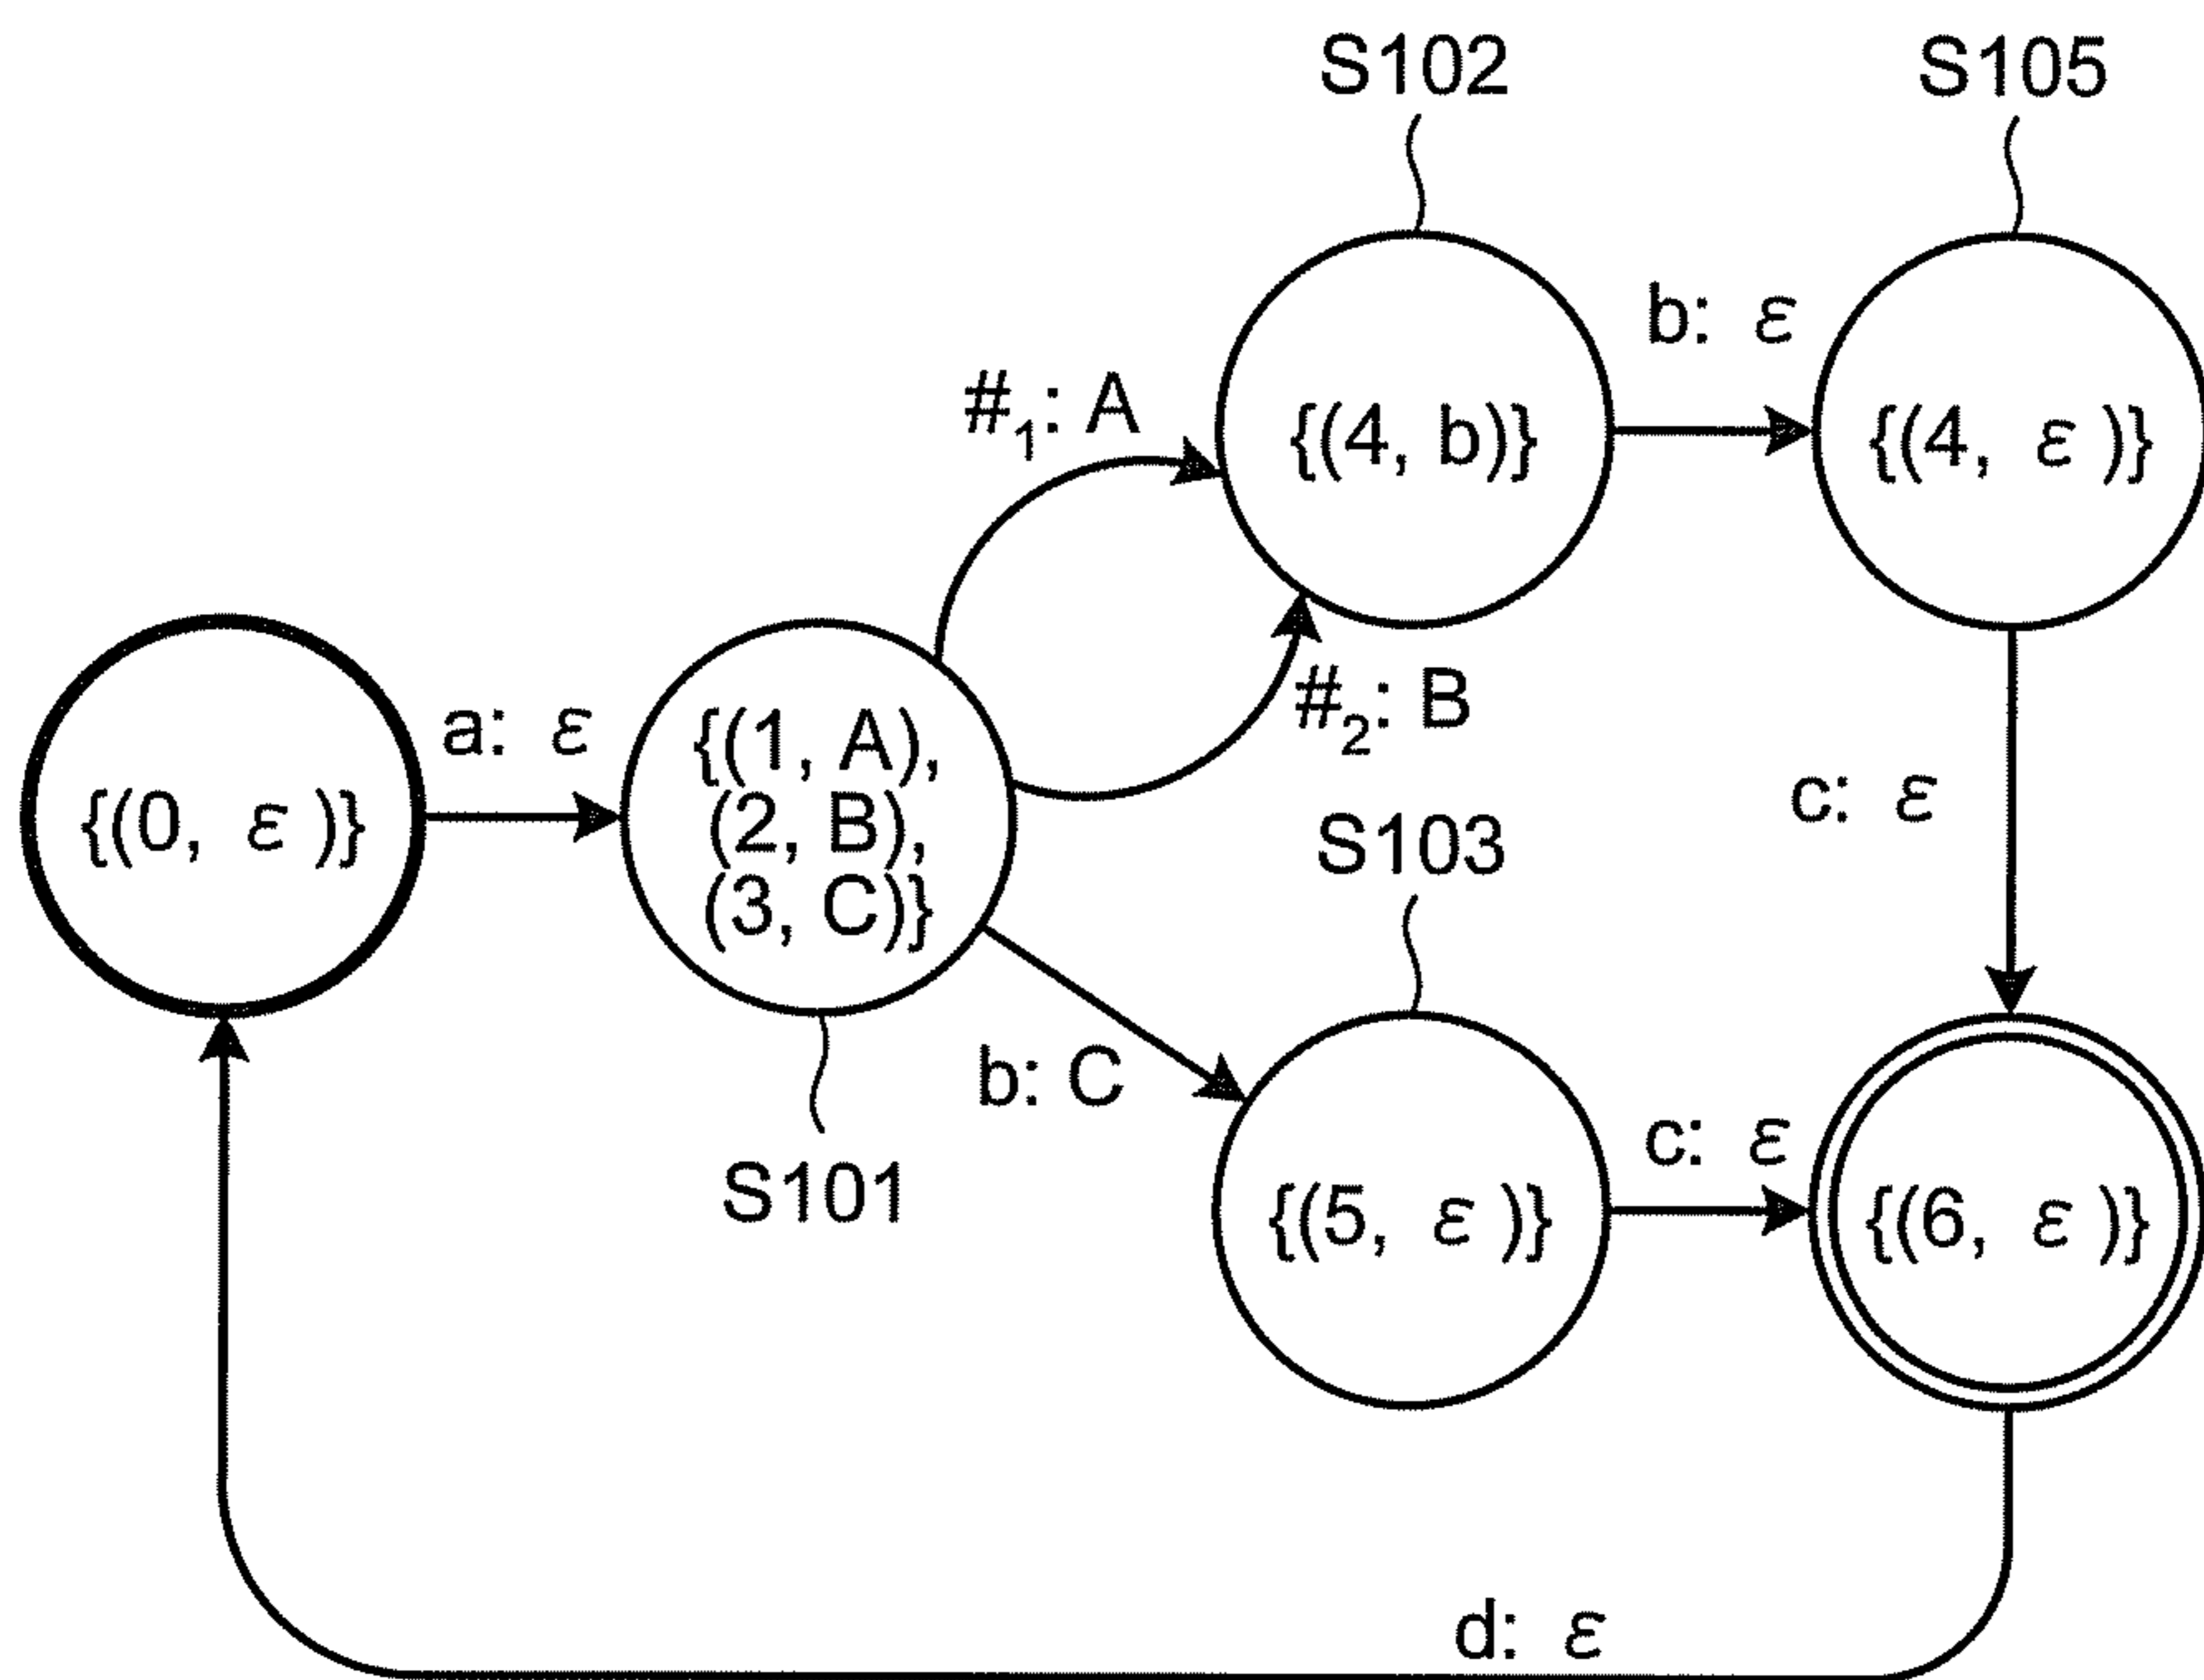 S102
S105
#₁: A
b: ε
{(4, b)}
{(4, ε )}
#₂: B
a: ε
{(0, ε )}
{(1, A),
(2, B),
(3, C)}
c: ε
S103
b: C
S101
c: ε
{(5, ε )}
{(6, ε )}
d: ε